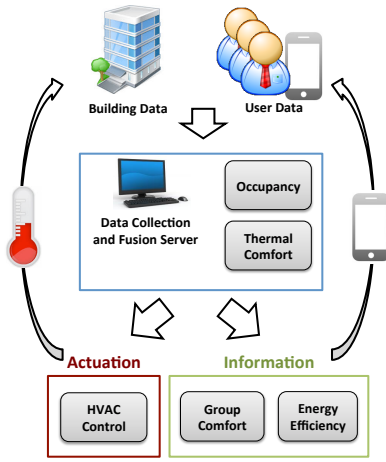 Building Data
User Data
Data Collection
and Fusion Server
Occupancy
Thermal
Comfort
Actuation
Information
HVAC
Control
Group
Comfort
Energy
Efficiency